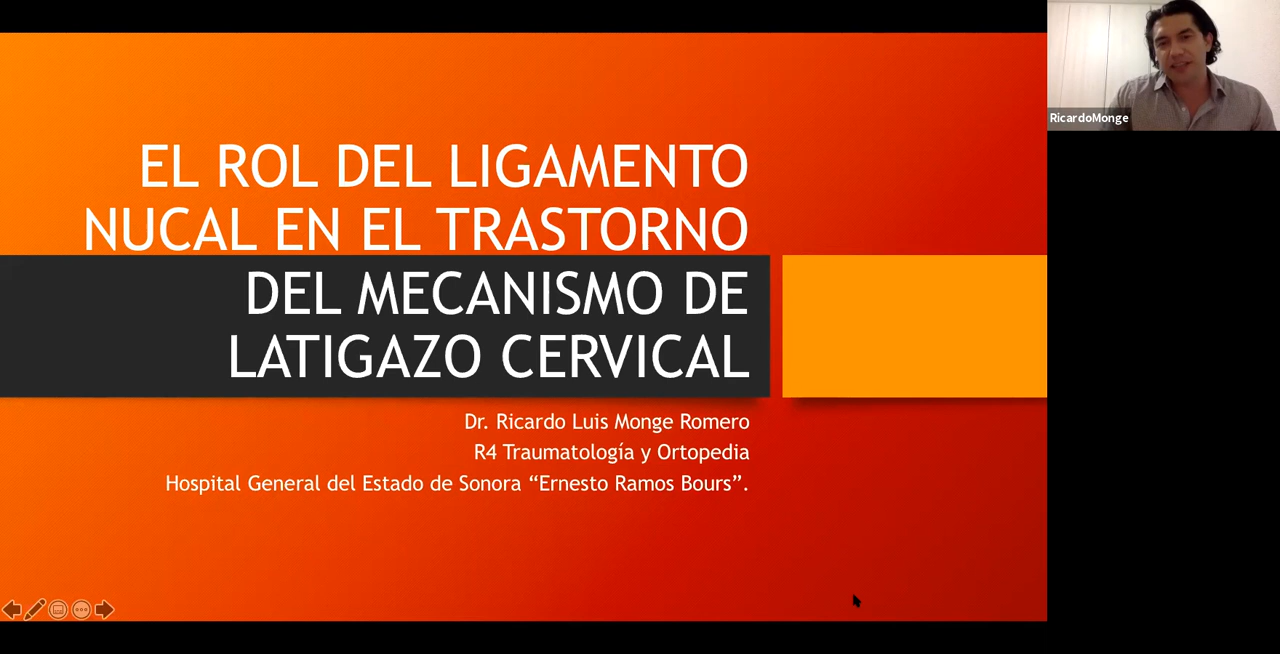 EL ROL DEL LIGAMENTO
NUCAL EN EL TRASTORNO
DEL MECANISMO DE
LATIGAZO CERVICAL
Dr. Ricardo Luis Monge Romero
R4 Traumatología y Ortopedia
Hospital General del Estado de Sonora “Ernesto Ramos Bours”.
RicardoMonge